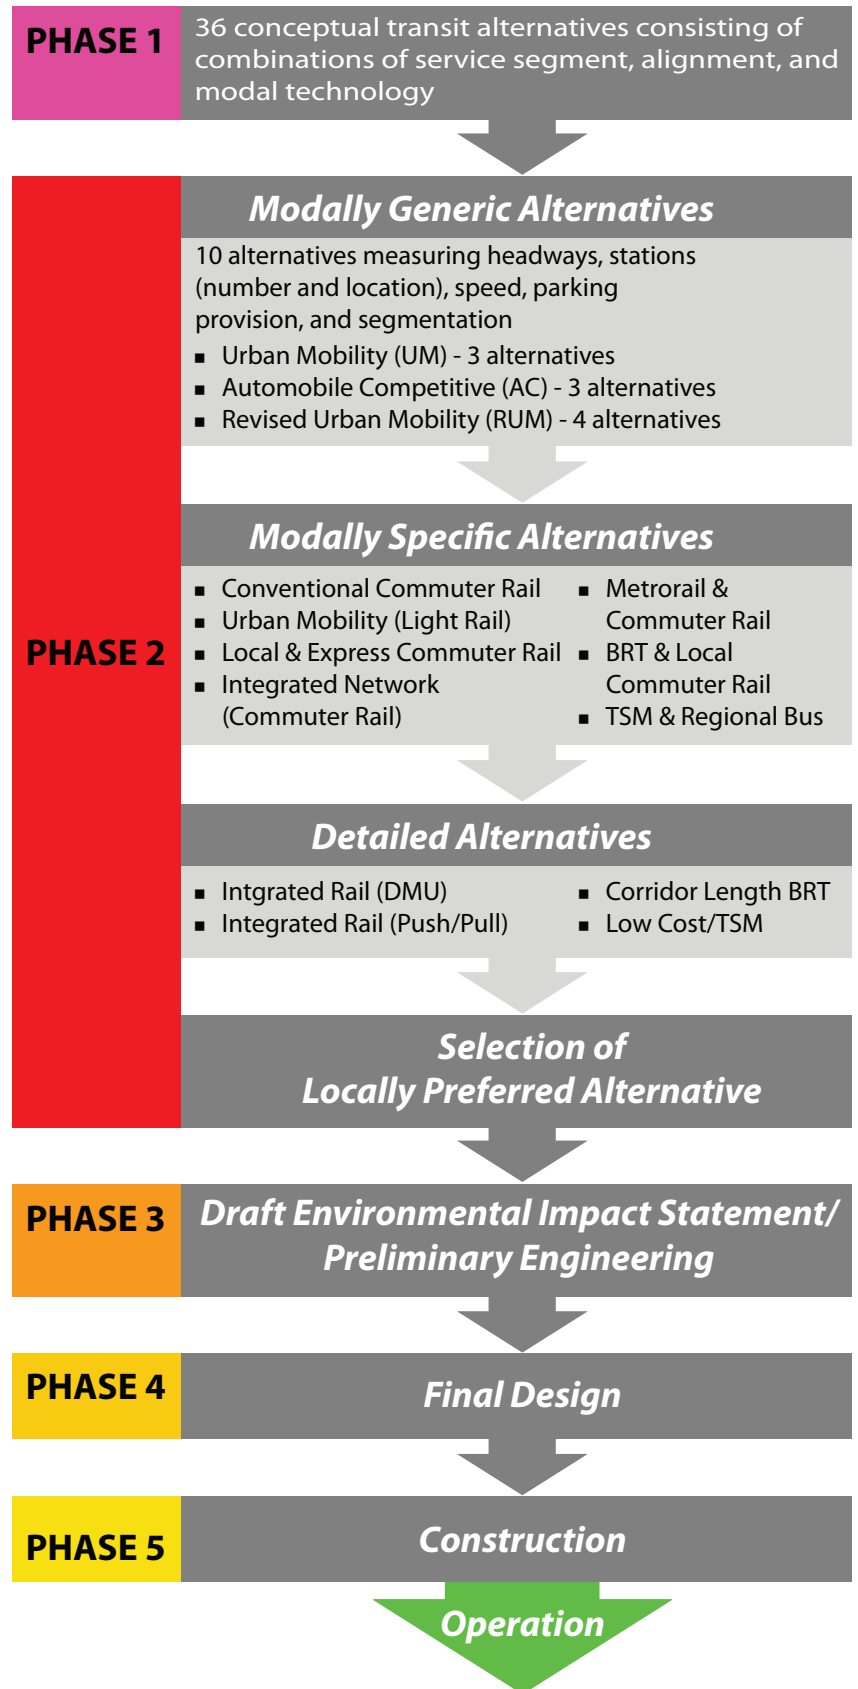 PHASE 1
36 conceptual transit alternatives consisting of
combinations of service segment, alignment, and
modal technology
PHASE 2
Modally Generic Alternatives
10 alternatives measuring headways, stations
(number and location), speed, parking
provision, and segmentation
▪ Urban Mobility (UM) - 3 alternatives
▪ Automobile Competitive (AC) - 3 alternatives
▪ Revised Urban Mobility (RUM) - 4 alternatives
Modally Specific Alternatives
▪ Conventional Commuter Rail
▪ Urban Mobility (Light Rail)
▪ Local & Express Commuter Rail
▪ Integrated Network
(Commuter Rail)
▪ Metrorail &
Commuter Rail
▪ BRT & Local
Commuter Rail
▪ TSM & Regional Bus
Detailed Alternatives
▪ Intgrated Rail (DMU)
▪ Integrated Rail (Push/Pull)
▪ Corridor Length BRT
▪ Low Cost/TSM
Selection of
Locally Preferred Alternative
PHASE 3
Draft Environmental Impact Statement/
Preliminary Engineering
PHASE 4
Final Design
PHASE 5
Construction
Operation